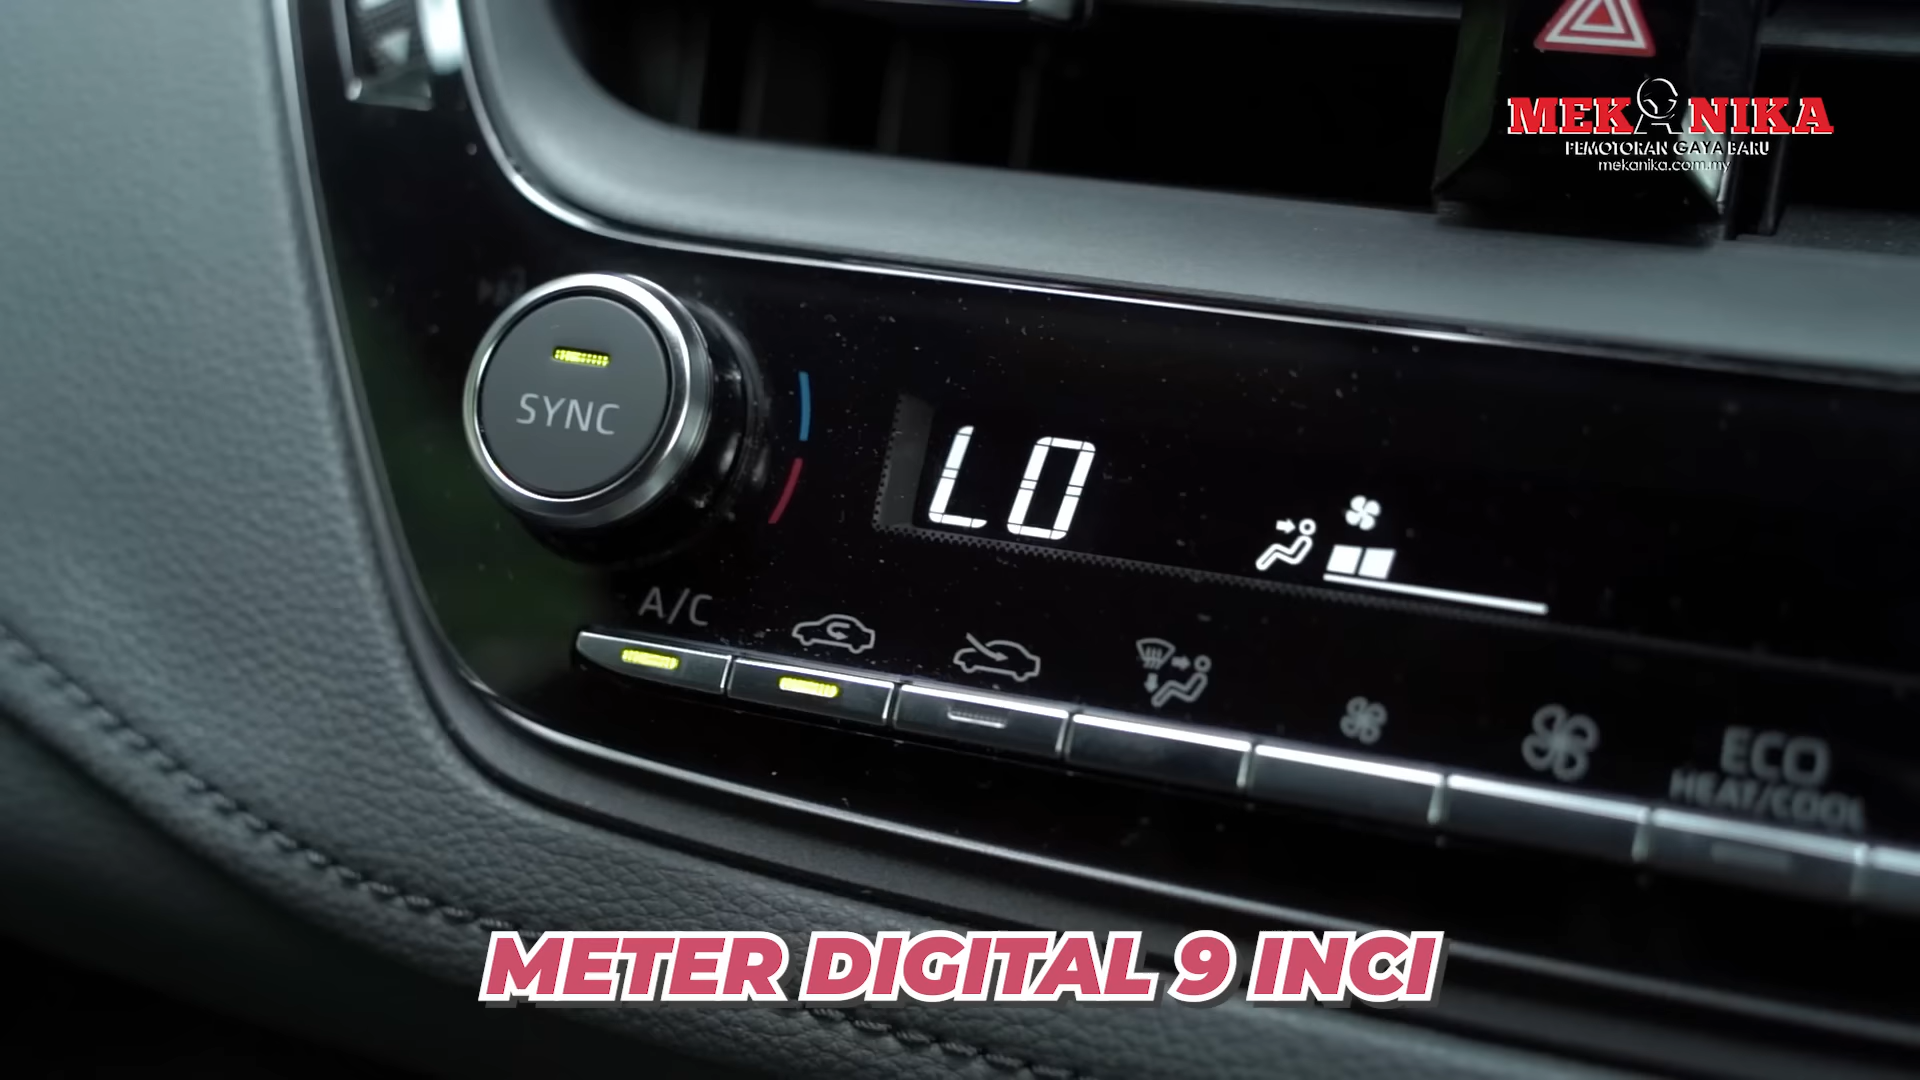 MEKANIKA
PEMOTORAN GAYA BARU
mekanika.com.my
SYNC
LO
A/C
ECO
HEAT/COOL
METER DIGITAL 9 INCI